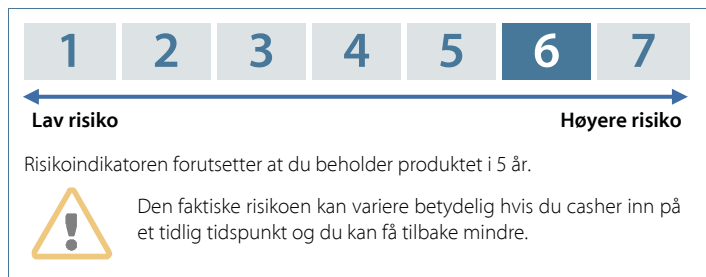 1 2 3 4 5 6 7
Lav risiko Høyere risiko
Risikoindikatoren forutsetter at du beholder produktet i 5 år.
Den faktiske risikoen kan variere betydelig hvis du casher inn på
et tidlig tidspunkt og du kan få tilbake mindre.